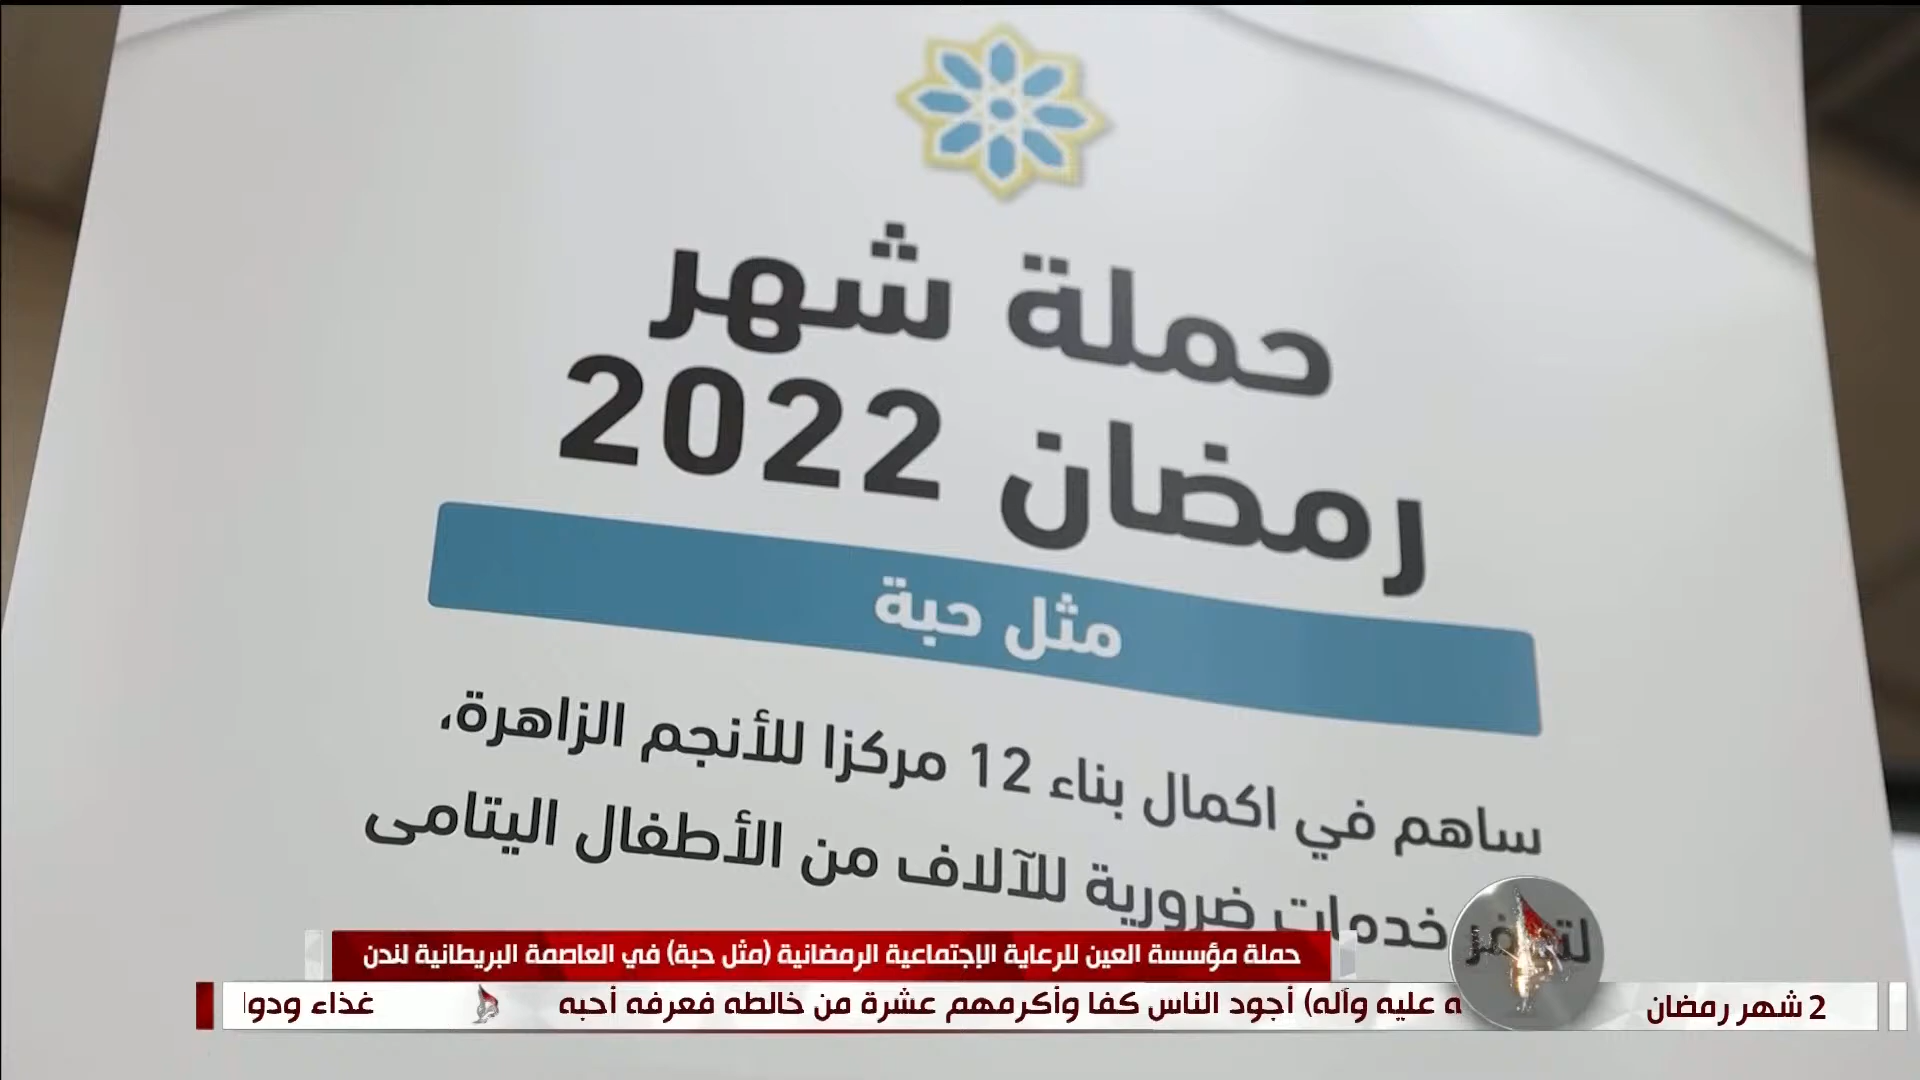 حملة شهر
رمضان 2022
مثل حبة
ساهم في اكمال بناء 12 مركزا للأنجم الزاهرة،
خدمات ضرورية للآلاف من الأطفال اليتامى
حملة مؤسسة العين للرعاية الإجتماعية الرمضانية (مثل حبة) في العاصمة البريطانية لندن
2 شهر رمضان
ه عليه وآله) أجود الناس كفا وأكرمهم عشرة من خالطه فعرفه أحبه
غذاء ودوا